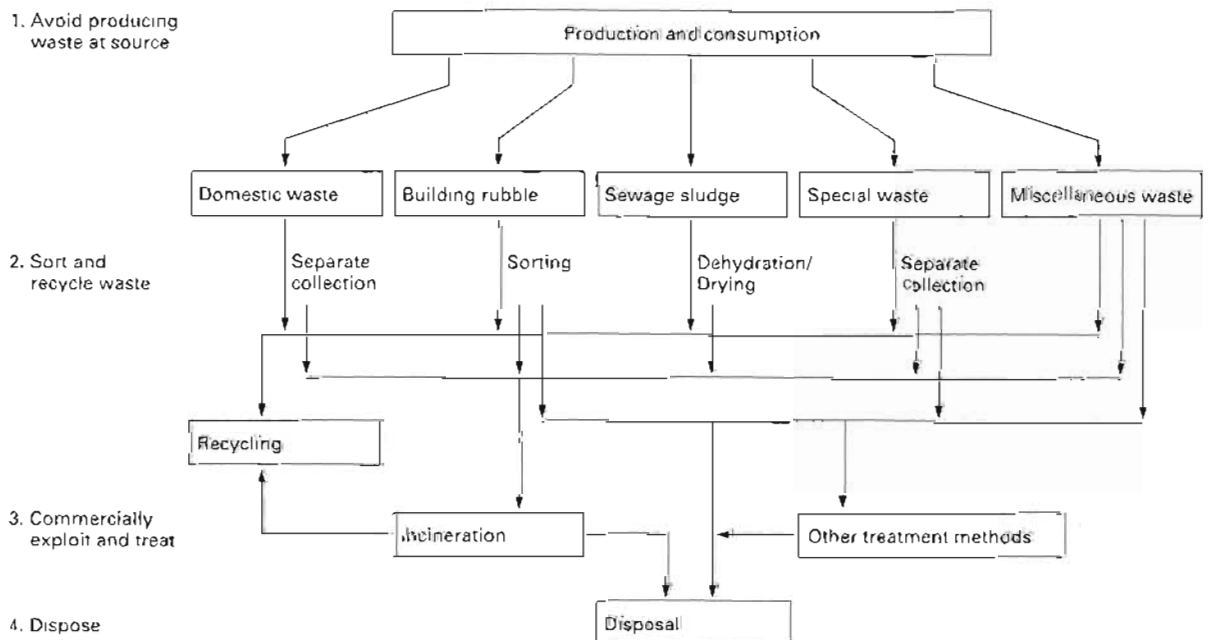 1. Avoid producing
waste at source
Production and consumption
Domestic waste
Building rubble
Sewage sludge
Special waste
Miscellaneous waste
2. Sort and
recycle waste
Separate
collection
Sorting
Dehydration/
Drying
Separate
collection
Recycling
3. Commercially
exploit and treat
Incineration
Other treatment methods
4. Dispose
Disposal